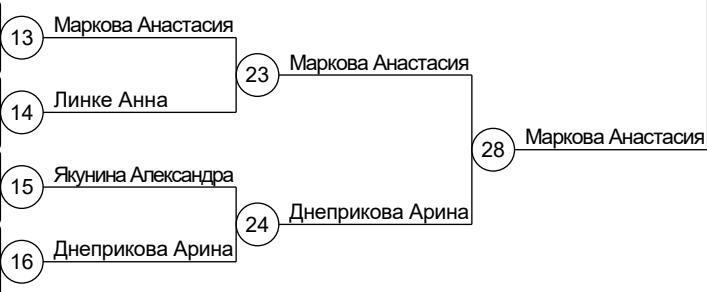 13 Маркова Анастасия
23 Маркова Анастасия
14 Линке Анна
28 Маркова Анастасия
15 Якунина Александра
24 Днеприкова Арина
16 Днеприкова Арина